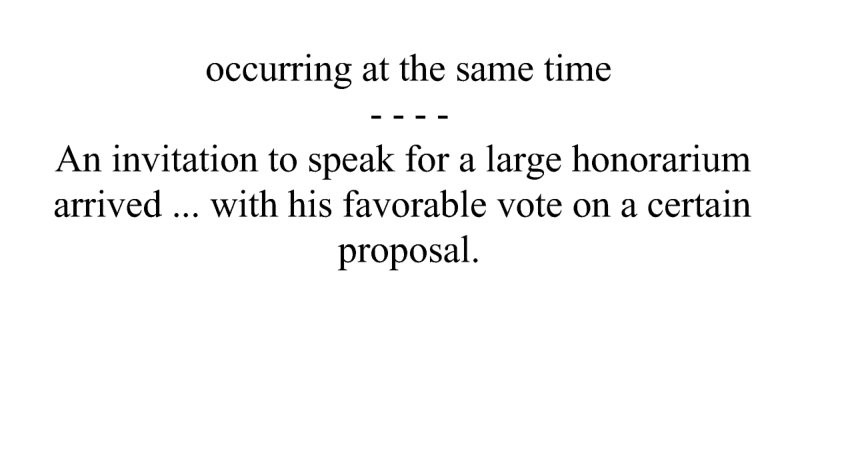 occurring at the same time
- - - -
An invitation to speak for a large honorarium
arrived ... with his favorable vote on a certain
proposal.